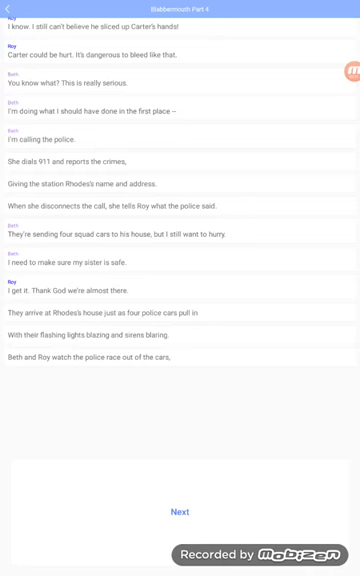 Blabbermouth Part 4
Roy
I know. I still can't believe he sliced up Carter's hands!
Roy
Carter could be hurt. It's dangerous to bleed like that.
Beth
You know what? This is really serious.
Beth
I'm doing what I should have done in the first place --
Beth
I'm calling the police.
She dials 911 and reports the crimes,
Giving the station Rhodes's name and address.
When she disconnects the call, she tells Roy what the police said.
Beth
They're sending four squad cars to his house, but I still want to hurry.
Beth
I need to make sure my sister is safe.
Roy
I get it. Thank God we're almost there.
They arrive at Rhodes's house just as four police cars pull in
With their flashing lights blazing and sirens blaring.
Beth and Roy watch the police race out of the cars,
Next
Recorded by mobizen